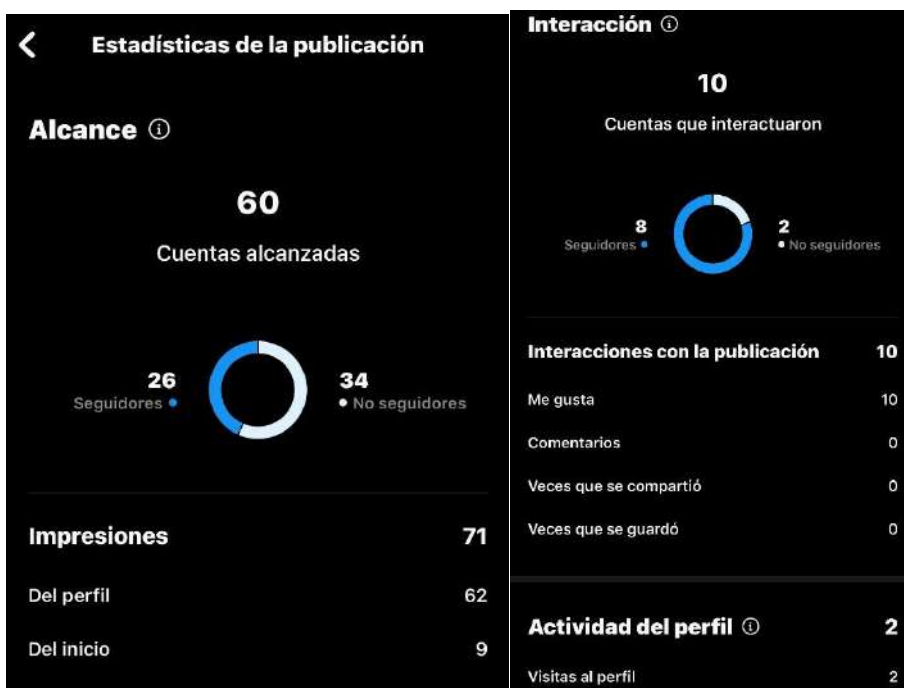 Estadísticas de la publicación
Alcance
60
Cuentas alcanzadas
26
Seguidores
34
No seguidores
Impresiones 71
Del perfil 62
Del inicio 9
Interacción
10
Cuentas que interactuaron
8
Seguidores
2
No seguidores
Interacciones con la publicación 10
Me gusta 10
Comentarios 0
Veces que se compartió 0
Veces que se guardó 0
Actividad del perfil 2
Visitas al perfil 2